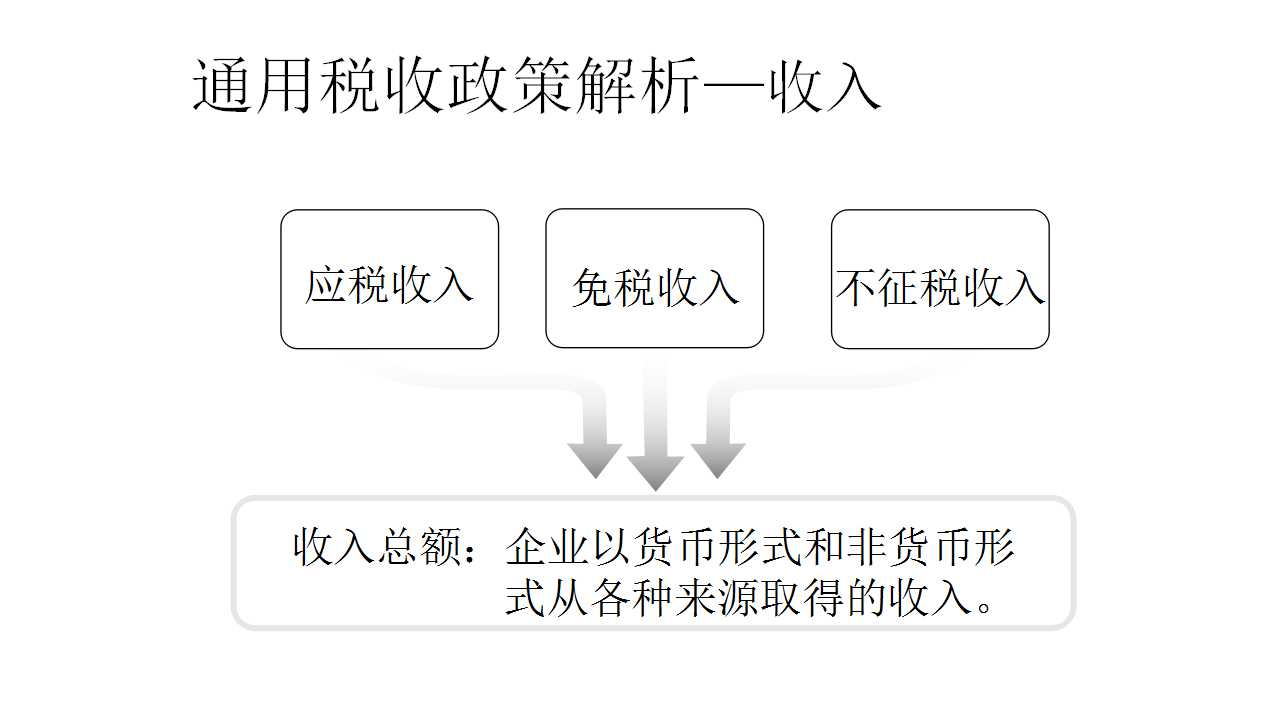 通用税收政策解析—收入
应税收入
免税收入
不征税收入
收入总额：企业以货币形式和非货币形
式从各种来源取得的收入。